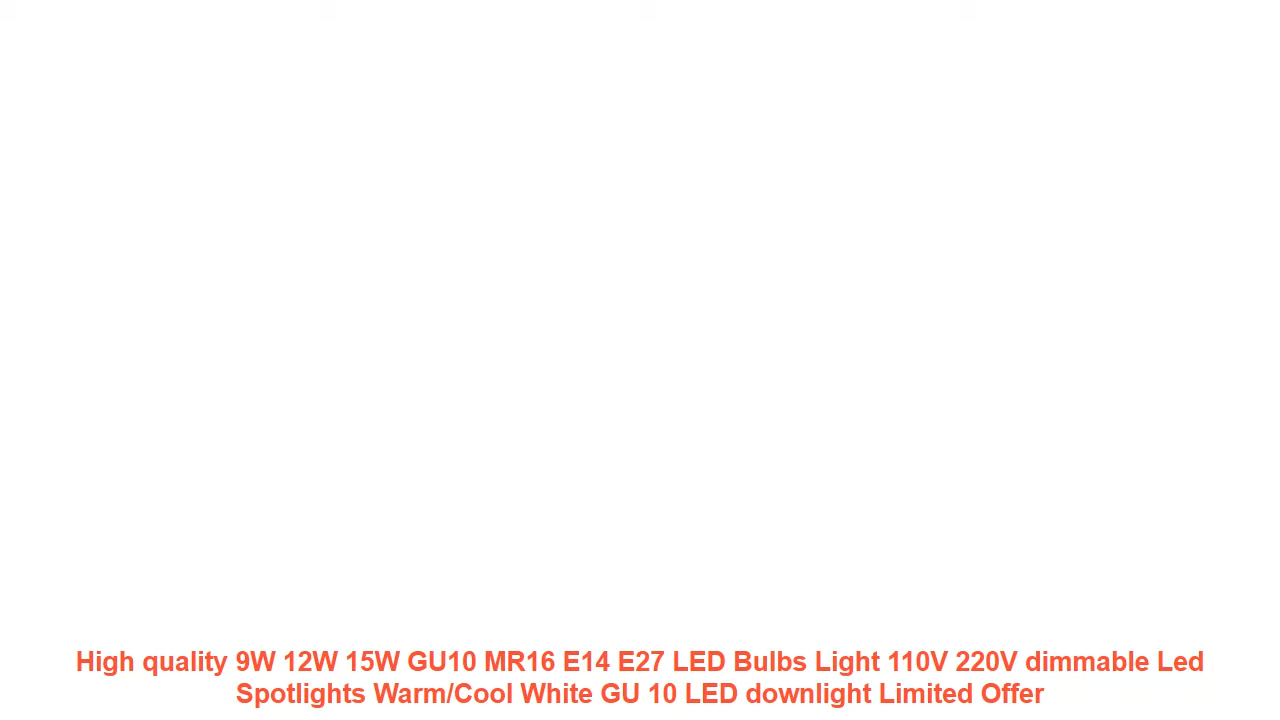 High quality 9W 12W 15W GU10 MR16 E14 E27 LED Bulbs Light 110V 220V dimmable Led
Spotlights Warm/Cool White GU 10 LED downlight Limited Offer